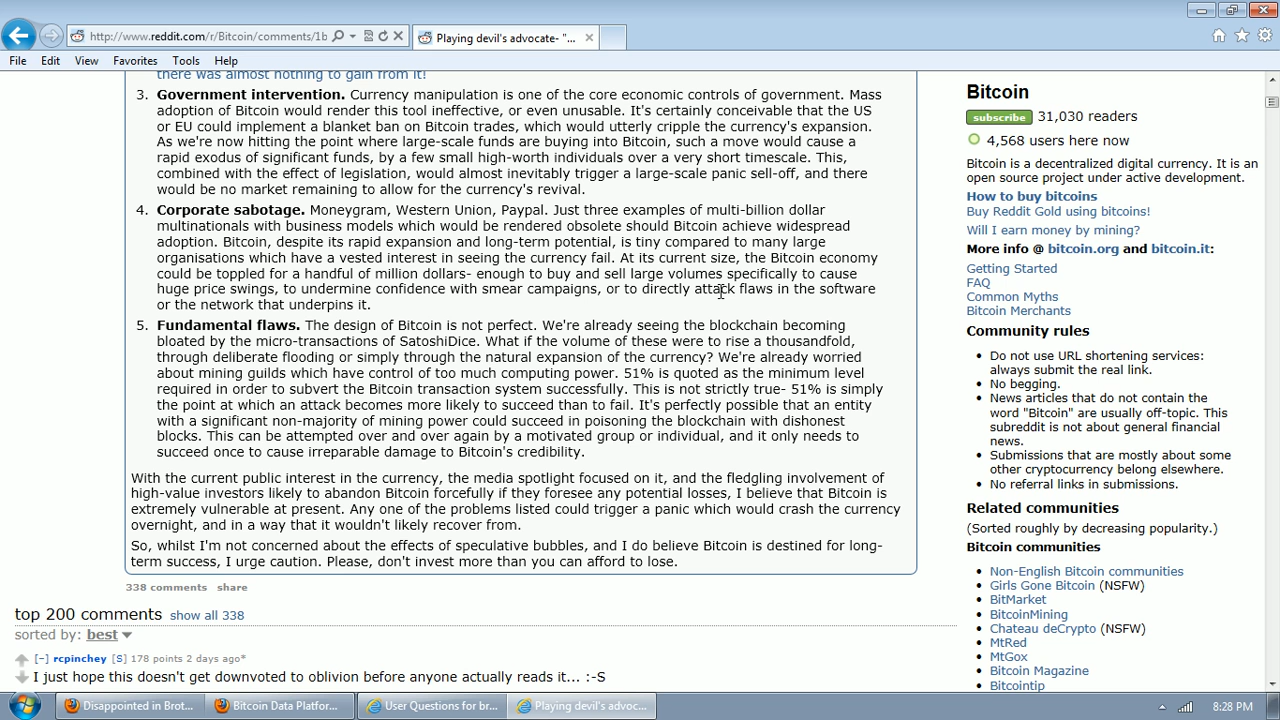 http://www.reddit.com/r/Bitcoin/comments/1b
Playing devil's advocate- "...
File Edit View Favorites Tools Help
there was almost nothing to gain from it!
3. Government intervention. Currency manipulation is one of the core economic controls of government. Mass
adoption of Bitcoin would render this tool ineffective, or even unusable. It's certainly conceivable that the US
or EU could implement a blanket ban on Bitcoin trades, which would utterly cripple the currency's expansion.
As we're now hitting the point where large-scale funds are buying into Bitcoin, such a move would cause a
rapid exodus of significant funds, by a few small high-worth individuals over a very short timescale. This,
combined with the effect of legislation, would almost inevitably trigger a large-scale panic sell-off, and there
would be no market remaining to allow for the currency's revival.
4. Corporate sabotage. Moneygram, Western Union, Paypal. Just three examples of multi-billion dollar
multinationals with business models which would be rendered obsolete should Bitcoin achieve widespread
adoption. Bitcoin, despite its rapid expansion and long-term potential, is tiny compared to many large
organisations which have a vested interest in seeing the currency fail. At its current size, the Bitcoin economy
could be toppled for a handful of million dollars- enough to buy and sell large volumes specifically to cause
huge price swings, to undermine confidence with smear campaigns, or to directly attack flaws in the software
or the network that underpins it.
5. Fundamental flaws. The design of Bitcoin is not perfect. We're already seeing the blockchain becoming
bloated by the micro-transactions of SatoshiDice. What if the volume of these were to rise a thousandfold,
through deliberate flooding or simply through the natural expansion of the currency? We're already worried
about mining guilds which have control of too much computing power. 51% is quoted as the minimum level
required in order to subvert the Bitcoin transaction system successfully. This is not strictly true- 51% is simply
the point at which an attack becomes more likely to succeed than to fail. It's perfectly possible that an entity
with a significant non-majority of mining power could succeed in poisoning the blockchain with dishonest
blocks. This can be attempted over and over again by a motivated group or individual, and it only needs to
succeed once to cause irreparable damage to Bitcoin's credibility.
With the current public interest in the currency, the media spotlight focused on it, and the fledgling involvement of
high-value investors likely to abandon Bitcoin forcefully if they foresee any potential losses, I believe that Bitcoin is
extremely vulnerable at present. Any one of the problems listed could trigger a panic which would crash the currency
overnight, and in a way that it wouldn't likely recover from.
So, whilst I'm not concerned about the effects of speculative bubbles, and I do believe Bitcoin is destined for long-
term success, I urge caution. Please, don't invest more than you can afford to lose.
338 comments share
top 200 comments show all 338
sorted by: best
[–] rcpinchey [S] 178 points 2 days ago*
I just hope this doesn't get downvoted to oblivion before anyone actually reads it... :-S
Bitcoin
subscribe 31,030 readers
4,568 users here now
Bitcoin is a decentralized digital currency. It is an
open source project under active development.
How to buy bitcoins
Buy Reddit Gold using bitcoins!
Will I earn money by mining?
More info @ bitcoin.org and bitcoin.it:
Getting Started
FAQ
Common Myths
Bitcoin Merchants
Community rules
Do not use URL shortening services:
always submit the real link.
No begging.
News articles that do not contain the
word "Bitcoin" are usually off-topic. This
subreddit is not about general financial
news.
Submissions that are mostly about some
other cryptocurrency belong elsewhere.
No referral links in submissions.
Related communities
(Sorted roughly by decreasing popularity.)
Bitcoin communities
Non-English Bitcoin communities
Girls Gone Bitcoin (NSFW)
BitMarket
BitcoinMining
Chateau deCrypto (NSFW)
MtRed
MtGox
Bitcoin Magazine
Bitcointip
Disappointed in Brot...
Bitcoin Data Platfor...
User Questions for br...
Playing devil's advoc...
8:28 PM